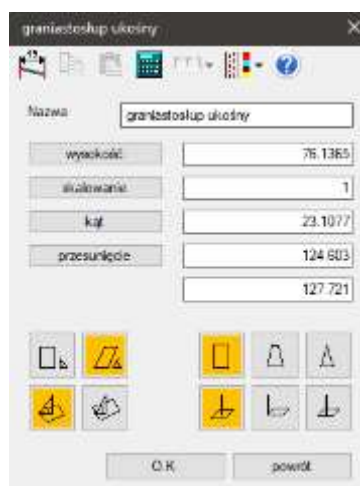 graniastosłup ukośny
Nazwa graniastosłup ukośny
wysokość 76.1365
skalowanie 1
kąt 23.1077
przesunięcie 124.603
127.721
O.K. powrót